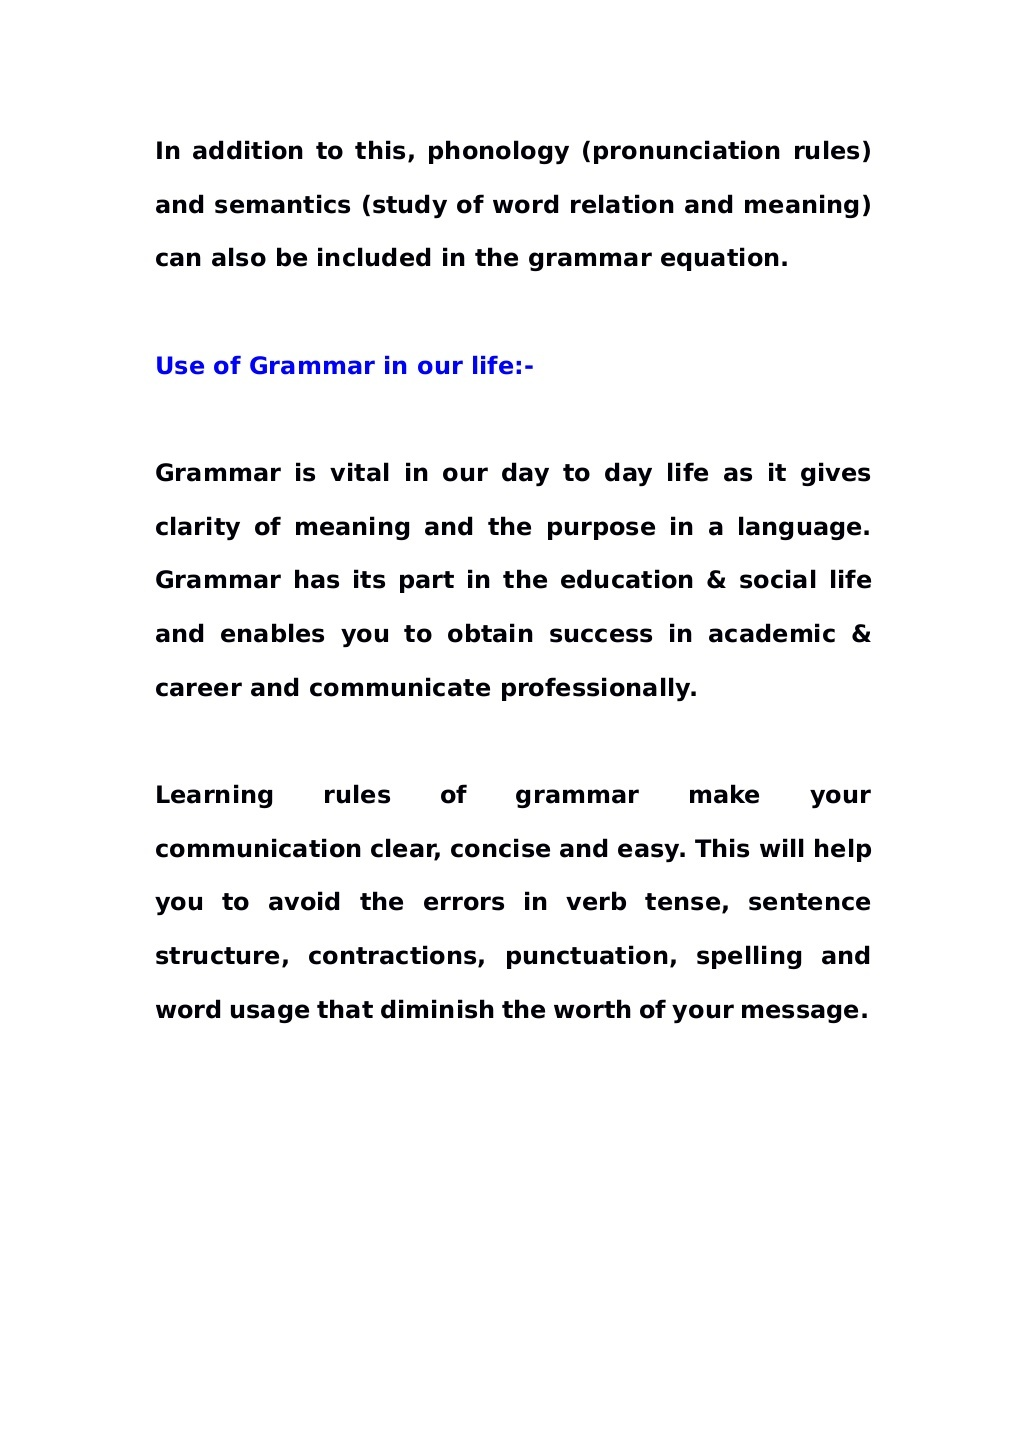 In addition to this, phonology (pronunciation rules)
and semantics (study of word relation and meaning)
can also be included in the grammar equation.
Use of Grammar in our life:-
Grammar is vital in our day to day life as it gives
clarity of meaning and the purpose in a language.
Grammar has its part in the education & social life
and enables you to obtain success in academic &
career and communicate professionally.
Learning rules of grammar make your
communication clear, concise and easy. This will help
you to avoid the errors in verb tense, sentence
structure, contractions, punctuation, spelling and
word usage that diminish the worth of your message.